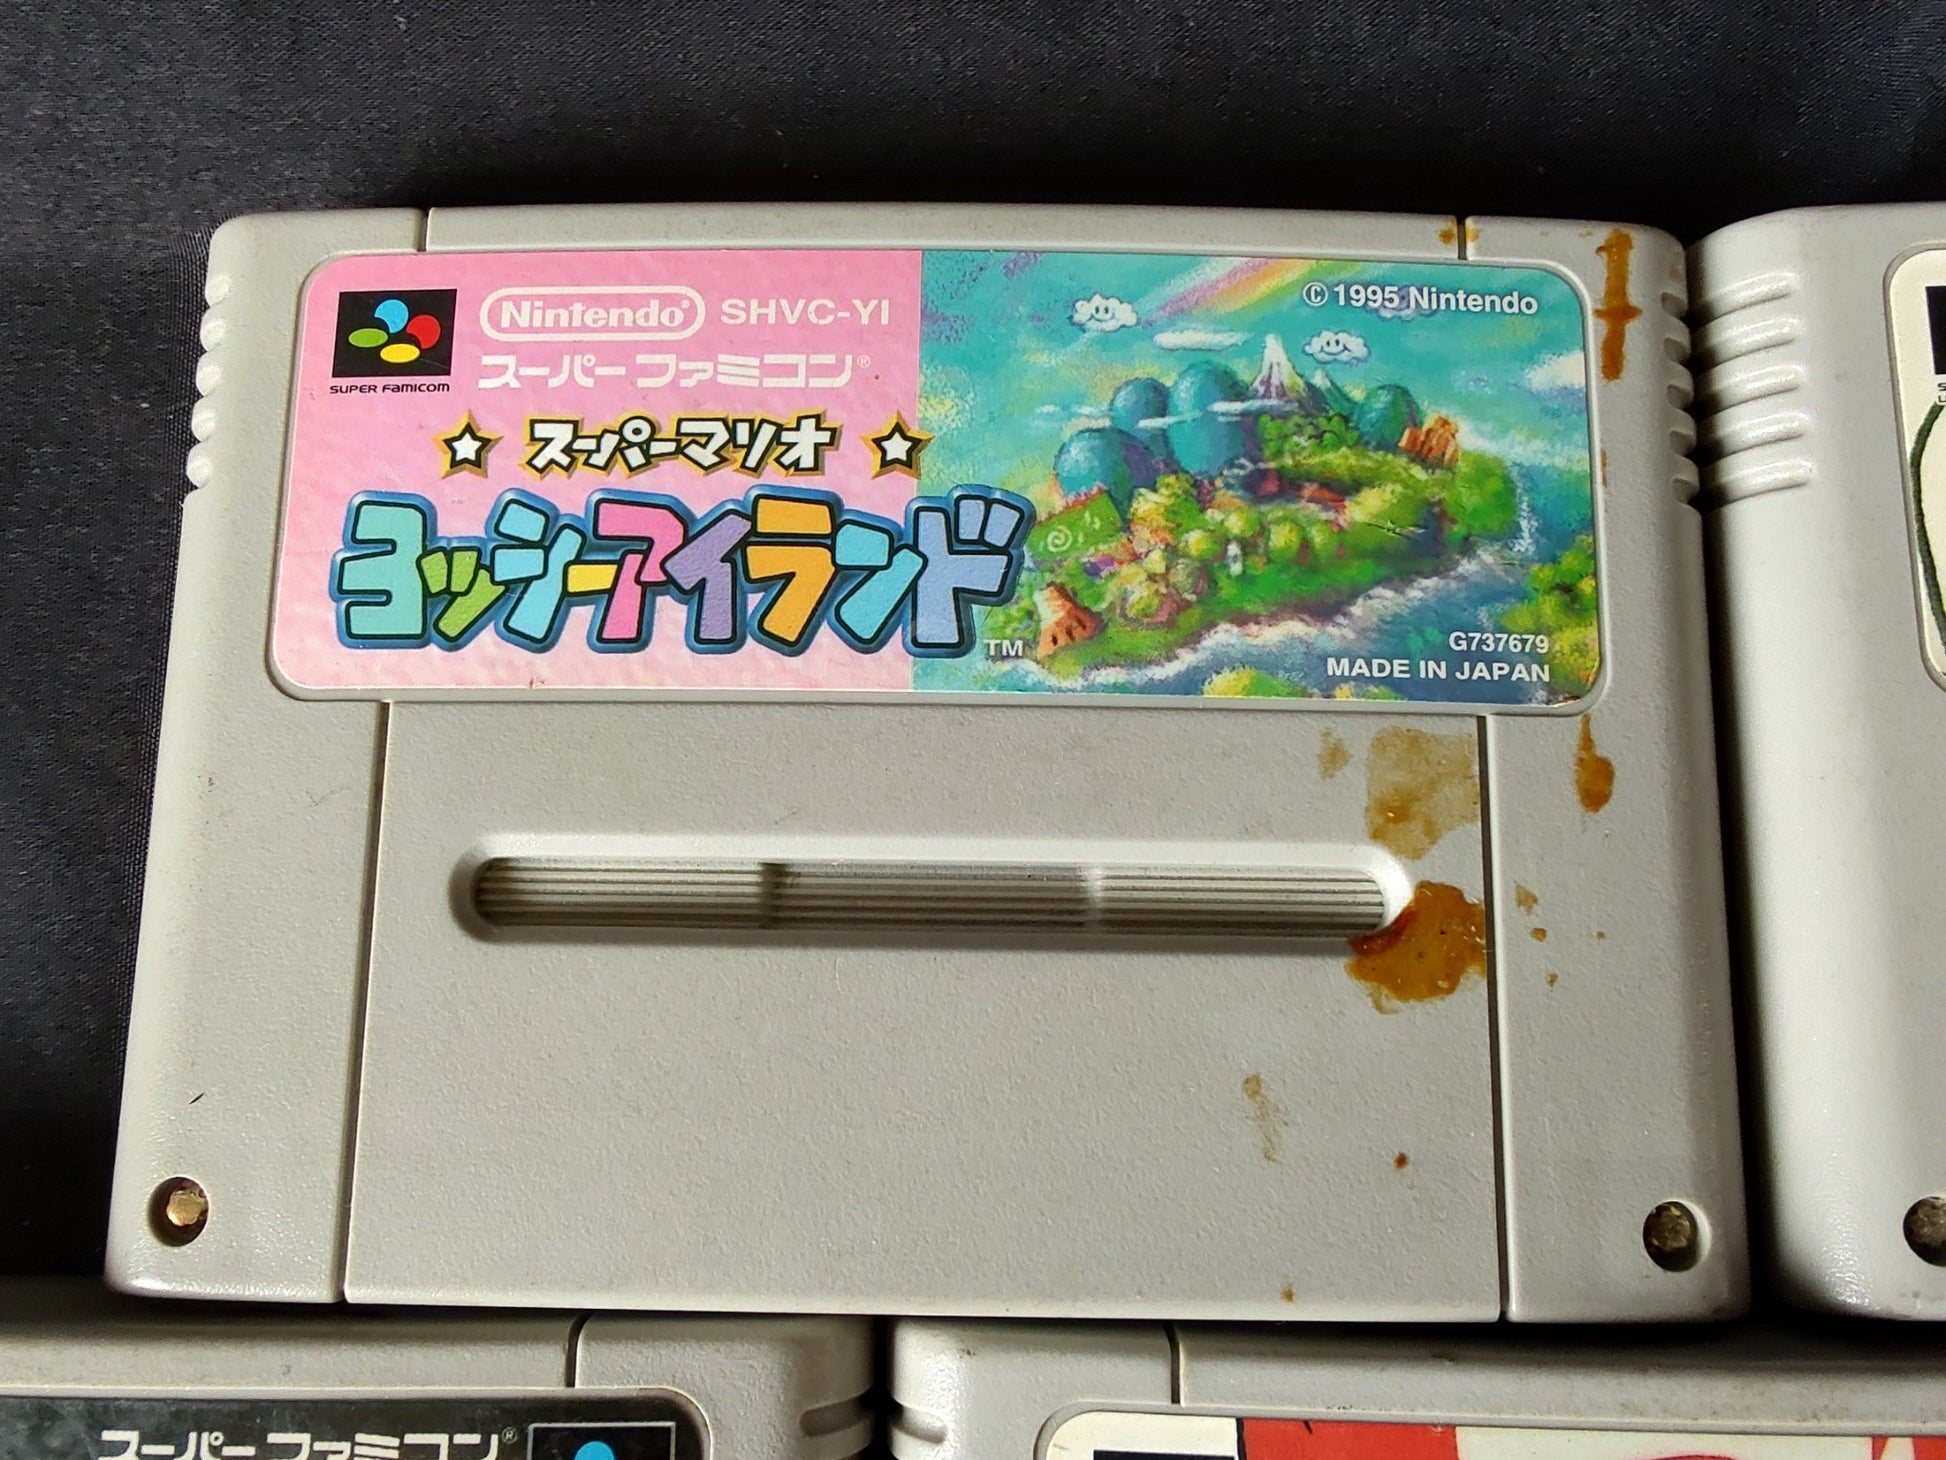 Nintendo® SHVC-YI
スーパーファミコン®
SUPER FAMICOM
© 1995 Nintendo
スーパーマリオ
ヨッシーアイランド
TM
G737679
MADE IN JAPAN
スーパーファミコン®